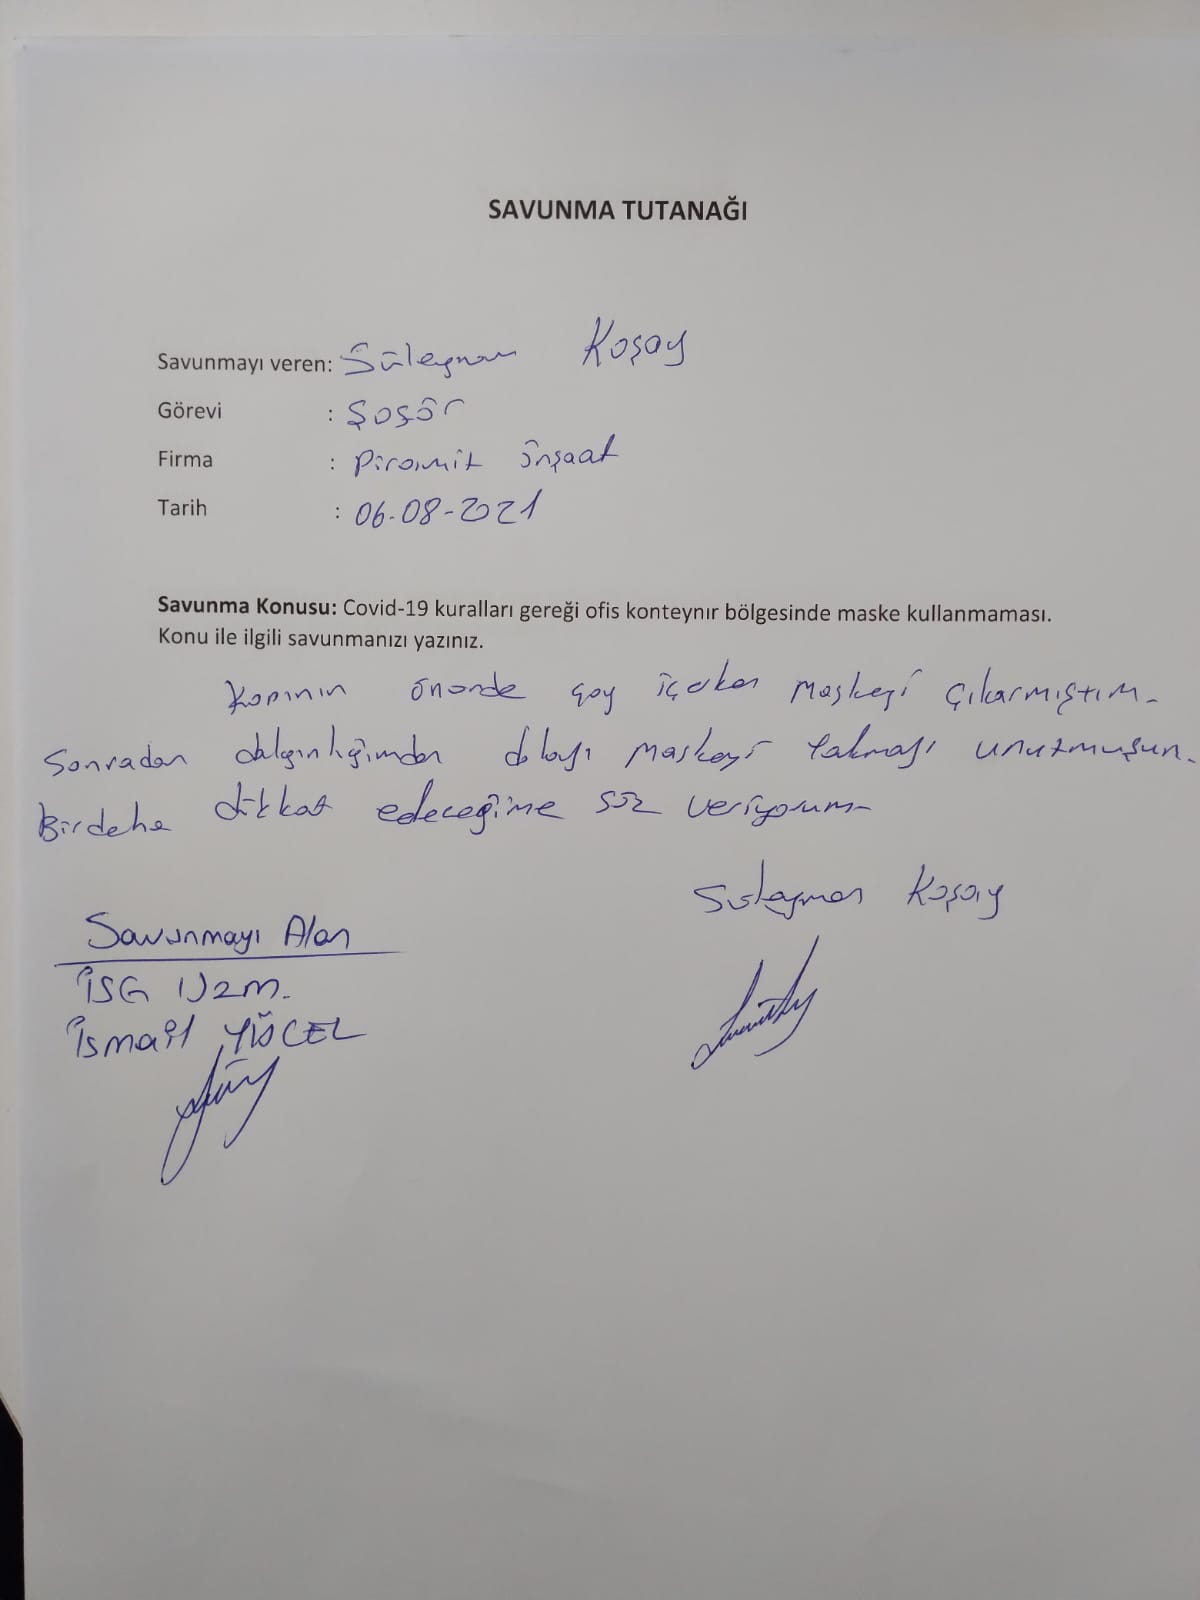 SAVUNMA TUTANAĞI
Savunmayı veren: Süleyman Koşay
Görevi : Şoför
Firma : Piramit İnşaat
Tarih : 06-08-2021
Savunma Konusu: Covid-19 kuralları gereği ofis konteynır bölgesinde maske kullanmaması.
Konu ile ilgili savunmanızı yazınız.
Kapının önünde çay içerken maskeyi çıkarmıştım.
Sonradan dalgınlığımdan dolayı maskeyi takmayı unutmuşun.
Birdaha dikkat edeceğime söz veriyorum
Süleyman Koşay
Savunmayı Alan
İSG Uzm.
İsmail YÜCEL